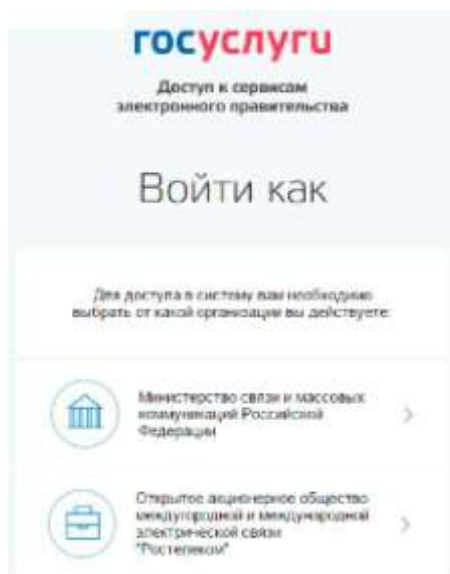 госуслуги
Доступ к сервисам
электронного правительства
Войти как
Для доступа в систему вам необходимо
выбрать от какой организации вы действуете
Министерство связи и массовых
коммуникаций Российской
Федерации
Открытое акционерное общество
междугородной и международной
электрической связи
"Ростелеком"